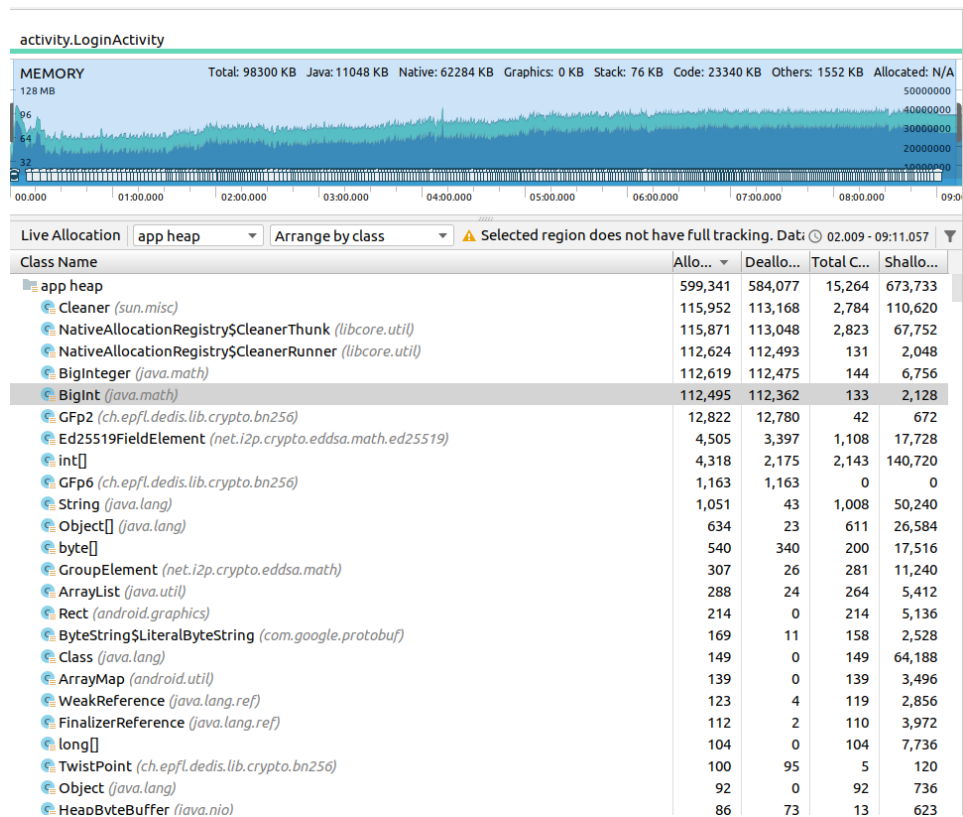 activity.LoginActivity
MEMORY Total: 98300 KB Java: 11048 KB Native: 62284 KB Graphics: 0 KB Stack: 76 KB Code: 23340 KB Others: 1552 KB Allocated: N/A
128 MB 50000000
96 40000000
64 30000000
20000000
32 10000000
00.000 01:00.000 02:00.000 03:00.000 04:00.000 05:00.000 06:00.000 07:00.000 08:00.000 09:0
Live Allocation app heap Arrange by class Selected region does not have full tracking. Data 02.009 - 09:11.057
Class Name Allo... Deallo... Total C... Shallo...
app heap 599,341 584,077 15,264 673,733
Cleaner (sun.misc) 115,952 113,168 2,784 110,620
NativeAllocationRegistry$CleanerThunk (libcore.util) 115,871 113,048 2,823 67,752
NativeAllocationRegistry$CleanerRunner (libcore.util) 112,624 112,493 131 2,048
BigInteger (java.math) 112,619 112,475 144 6,756
BigInt (java.math) 112,495 112,362 133 2,128
GFp2 (ch.epfl.dedis.lib.crypto.bn256) 12,822 12,780 42 672
Ed25519FieldElement (net.i2p.crypto.eddsa.math.ed25519) 4,505 3,397 1,108 17,728
int[] 4,318 2,175 2,143 140,720
GFp6 (ch.epfl.dedis.lib.crypto.bn256) 1,163 1,163 0 0
String (java.lang) 1,051 43 1,008 50,240
Object[] (java.lang) 634 23 611 26,584
byte[] 540 340 200 17,516
GroupElement (net.i2p.crypto.eddsa.math) 307 26 281 11,240
ArrayList (java.util) 288 24 264 5,412
Rect (android.graphics) 214 0 214 5,136
ByteString$LiteralByteString (com.google.protobuf) 169 11 158 2,528
Class (java.lang) 149 0 149 64,188
ArrayMap (android.util) 139 0 139 3,496
WeakReference (java.lang.ref) 123 4 119 2,856
FinalizerReference (java.lang.ref) 112 2 110 3,972
long[] 104 0 104 7,736
TwistPoint (ch.epfl.dedis.lib.crypto.bn256) 100 95 5 120
Object (java.lang) 92 0 92 736
HeapByteBuffer (java.nio) 86 73 13 623